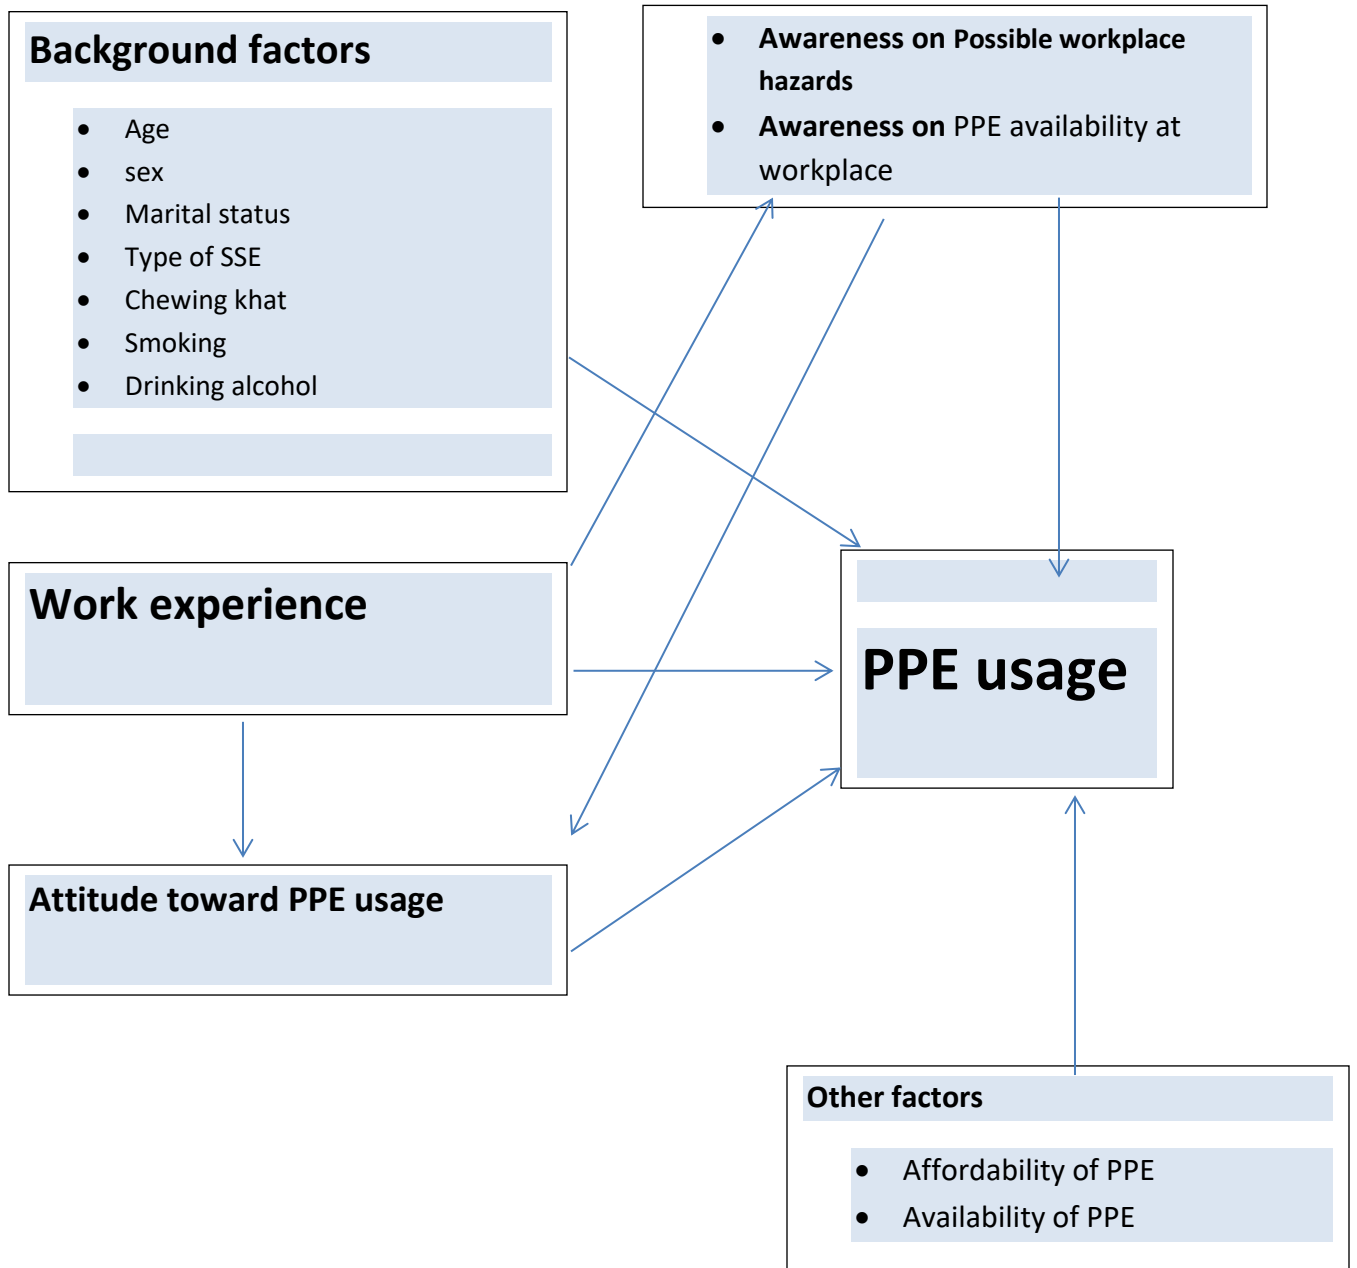 Background factors
• Age
• sex
• Marital status
• Type of SSE
• Chewing khat
• Smoking
• Drinking alcohol
• Awareness on Possible workplace
hazards
• Awareness on PPE availability at
workplace
Work experience
PPE usage
Attitude toward PPE usage
Other factors
• Affordability of PPE
• Availability of PPE